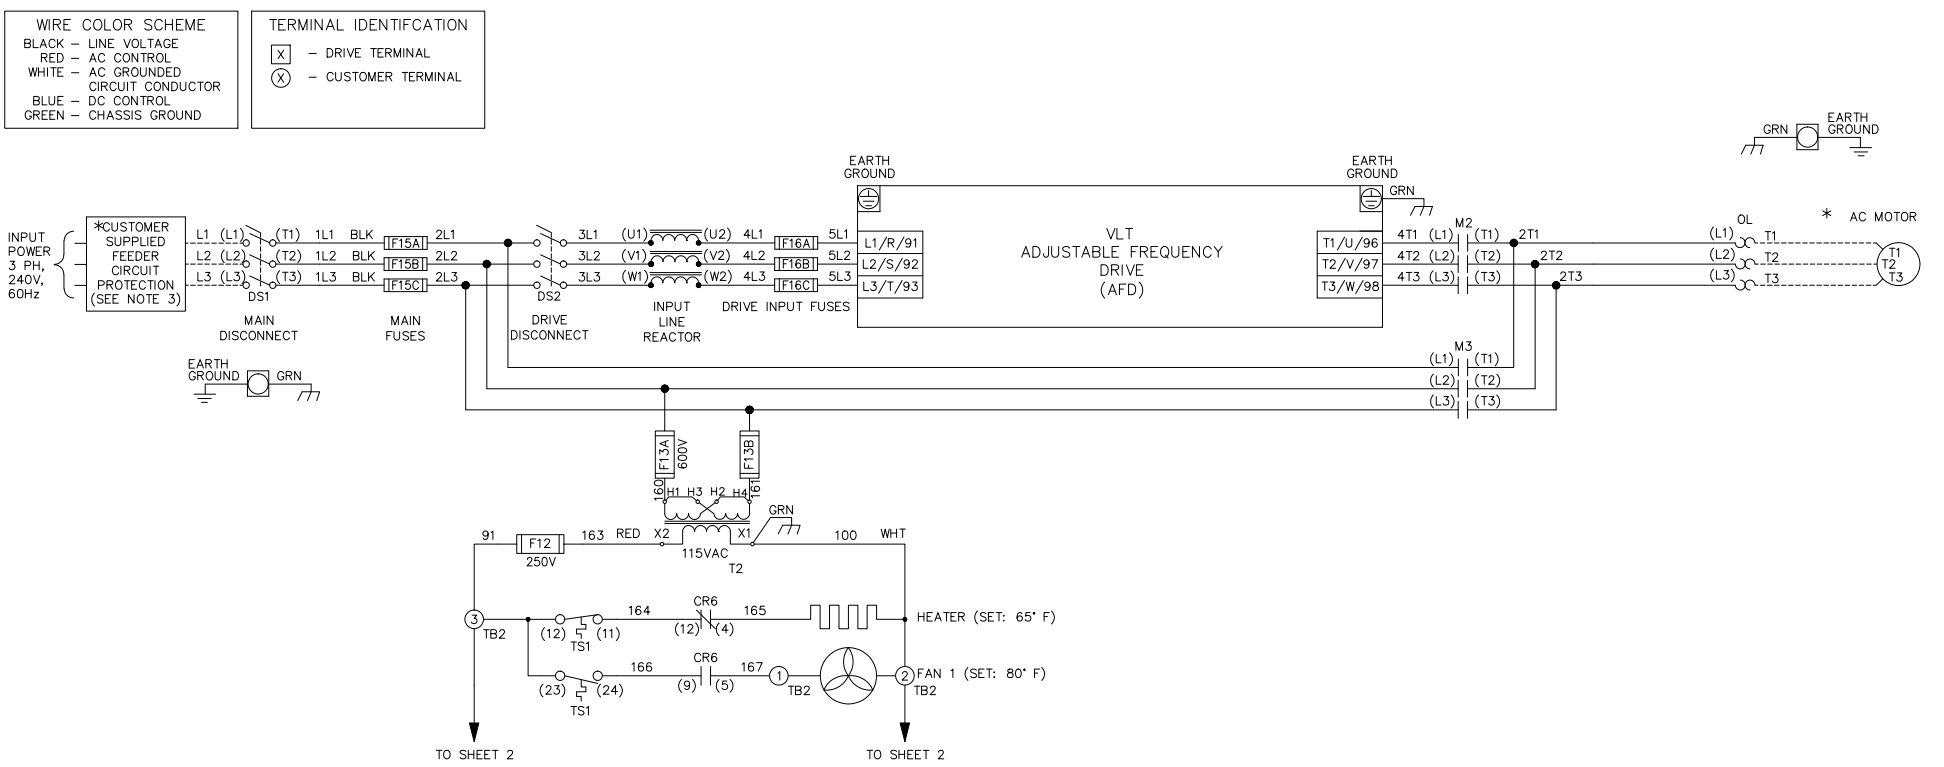 WIRE COLOR SCHEME
BLACK – LINE VOLTAGE
RED – AC CONTROL
WHITE – AC GROUNDED
CIRCUIT CONDUCTOR
BLUE – DC CONTROL
GREEN – CHASSIS GROUND
TERMINAL IDENTIFCATION
X – DRIVE TERMINAL
X – CUSTOMER TERMINAL
GRN
EARTH
GROUND
INPUT
POWER
3 PH,
240V,
60Hz
*CUSTOMER
SUPPLIED
FEEDER
CIRCUIT
PROTECTION
(SEE NOTE 3)
L1 (L1) (T1) 1L1 BLK F15A 2L1
L2 (L2) (T2) 1L2 BLK F15B 2L2
L3 (L3) (T3) 1L3 BLK F15C 2L3
DS1
MAIN
DISCONNECT
MAIN
FUSES
3L1 (U1) (U2) 4L1 F16A 5L1
3L2 (V1) (V2) 4L2 F16B 5L2
3L3 (W1) (W2) 4L3 F16C 5L3
DS2
DRIVE
DISCONNECT
INPUT
LINE
REACTOR
DRIVE INPUT FUSES
EARTH
GROUND
L1/R/91
L2/S/92
L3/T/93
VLT
ADJUSTABLE FREQUENCY
DRIVE
(AFD)
EARTH
GROUND
GRN
T1/U/96
T2/V/97
T3/W/98
M2
4T1 (L1) (T1) 2T1
4T2 (L2) (T2) 2T2
4T3 (L3) (T3) 2T3
OL
(L1) T1
(L2) T2
(L3) T3
* AC MOTOR
T1
T2
T3
M3
(L1) (T1)
(L2) (T2)
(L3) (T3)
EARTH
GROUND
GRN
F13A
600V
F13B
160
161
H1 H3 H2 H4
GRN
91
F12
250V
163 RED X2
X1
100 WHT
115VAC
T2
3
TB2
(12) (11)
TS1
164
CR6
(12) (4)
165
HEATER (SET: 65° F)
(23) (24)
TS1
166
CR6
(9) (5)
167
1
TB2
2
TB2
FAN 1 (SET: 80° F)
TO SHEET 2
TO SHEET 2